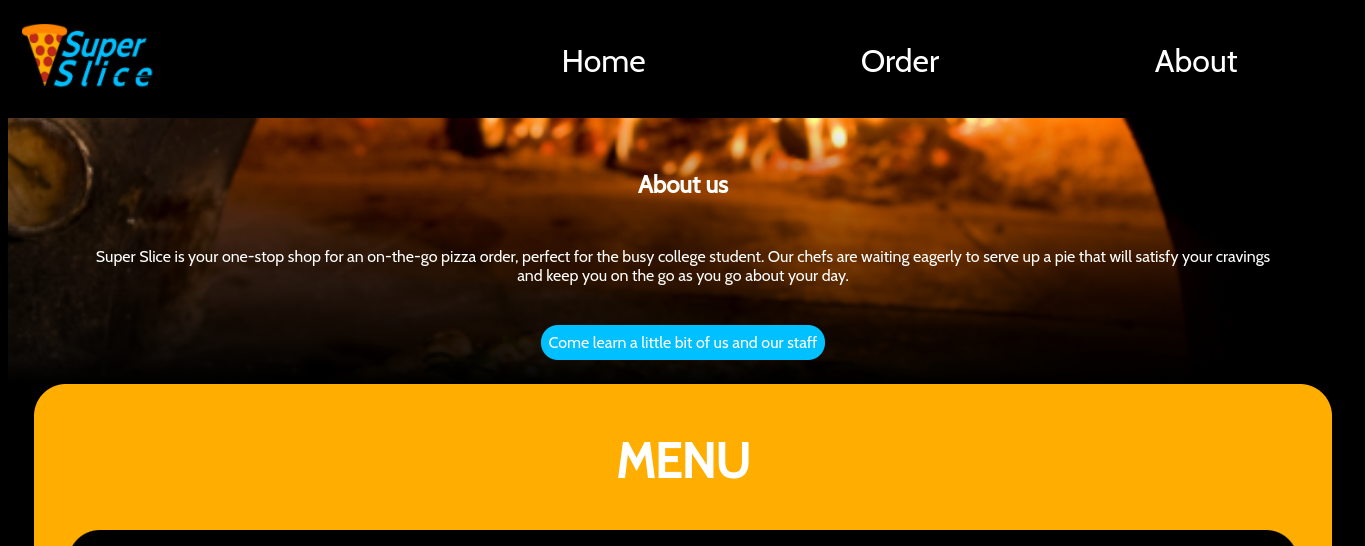 Super
Slice
Home
Order
About
About us
Super Slice is your one-stop shop for an on-the-go pizza order, perfect for the busy college student. Our chefs are waiting eagerly to serve up a pie that will satisfy your cravings
and keep you on the go as you go about your day.
Come learn a little bit of us and our staff
MENU